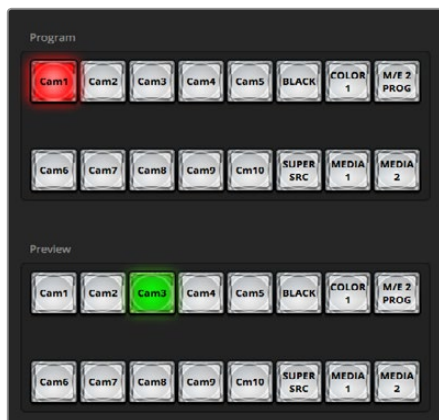 Program
Cam1 Cam2 Cam3 Cam4 Cam5 BLACK COLOR 1 M/E 2 PROG
Cam6 Cam7 Cam8 Cam9 Cm10 SUPER SRC MEDIA 1 MEDIA 2
Preview
Cam1 Cam2 Cam3 Cam4 Cam5 BLACK COLOR 1 M/E 2 PROG
Cam6 Cam7 Cam8 Cam9 Cm10 SUPER SRC MEDIA 1 MEDIA 2